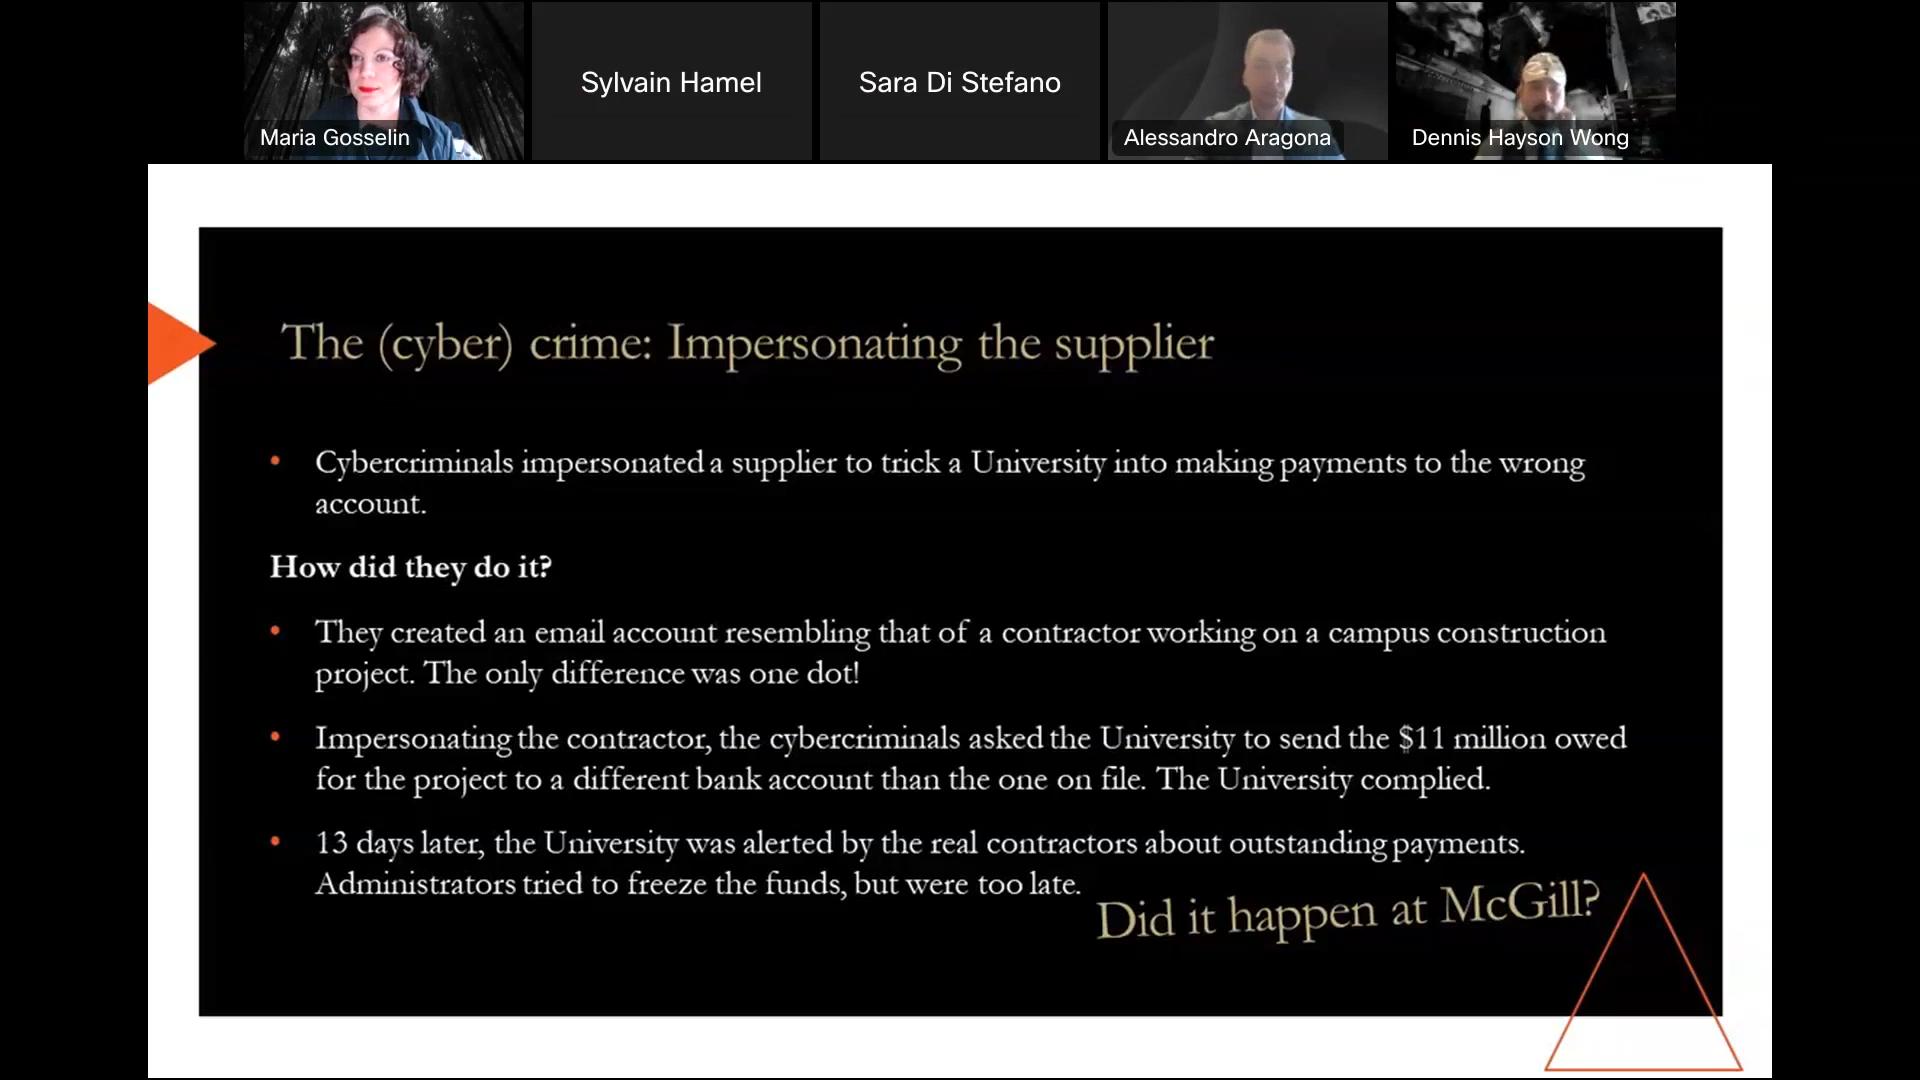 Maria Gosselin
Sylvain Hamel
Sara Di Stefano
Alessandro Aragona
Dennis Hayson Wong
The (cyber) crime: Impersonating the supplier
• Cybercriminals impersonated a supplier to trick a University into making payments to the wrong
account.
How did they do it?
• They created an email account resembling that of a contractor working on a campus construction
project. The only difference was one dot!
• Impersonating the contractor, the cybercriminals asked the University to send the $11 million owed
for the project to a different bank account than the one on file. The University complied.
• 13 days later, the University was alerted by the real contractors about outstanding payments.
Administrators tried to freeze the funds, but were too late.
Did it happen at McGill?